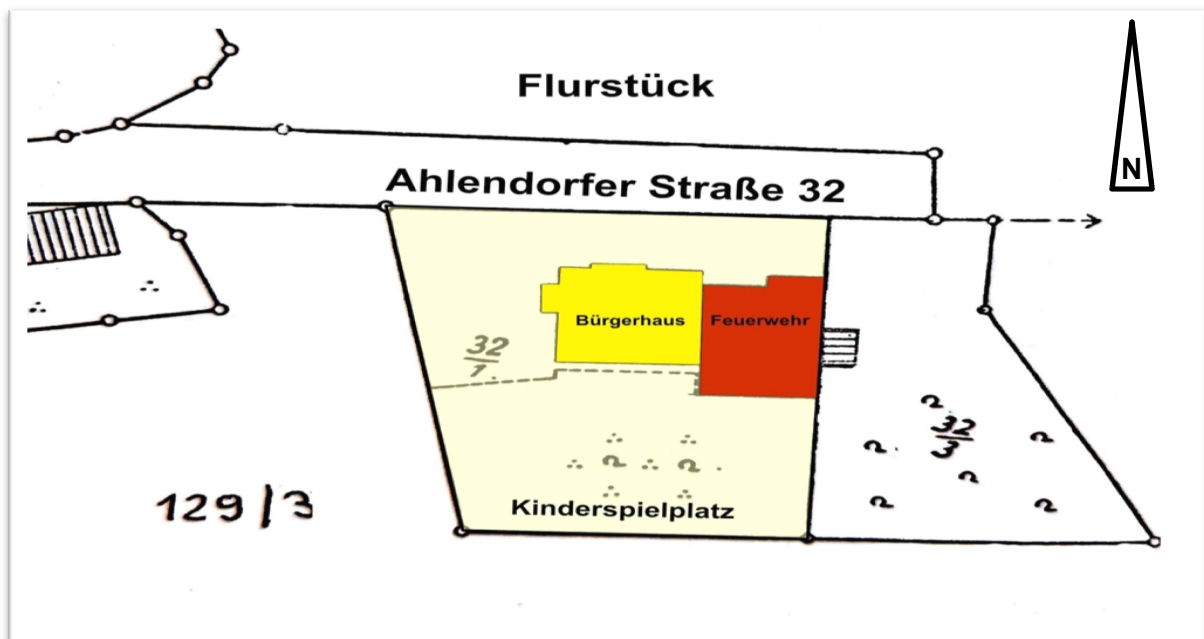 Flurstück
N
Ahlendorfer Straße 32
Bürgerhaus
Feuerwehr
32
1.
32
3
129/3
Kinderspielplatz